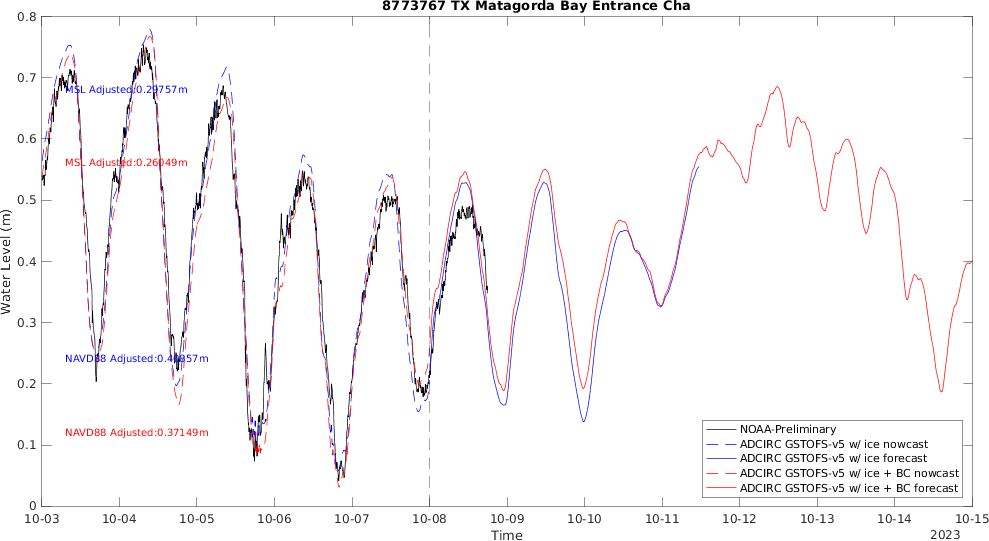 8773767 TX Matagorda Bay Entrance Cha
Water Level (m)
0.8
0.7
0.6
0.5
0.4
0.3
0.2
0.1
0
MSL Adjusted:0.29757m
MSL Adjusted:0.26049m
NAVD88 Adjusted:0.40857m
NAVD88 Adjusted:0.37149m
NOAA-Preliminary
ADCIRC GSTOFS-v5 w/ ice nowcast
ADCIRC GSTOFS-v5 w/ ice forecast
ADCIRC GSTOFS-v5 w/ ice + BC nowcast
ADCIRC GSTOFS-v5 w/ ice + BC forecast
10-03 10-04 10-05 10-06 10-07 10-08 10-09 10-10 10-11 10-12 10-13 10-14 10-15
Time
2023